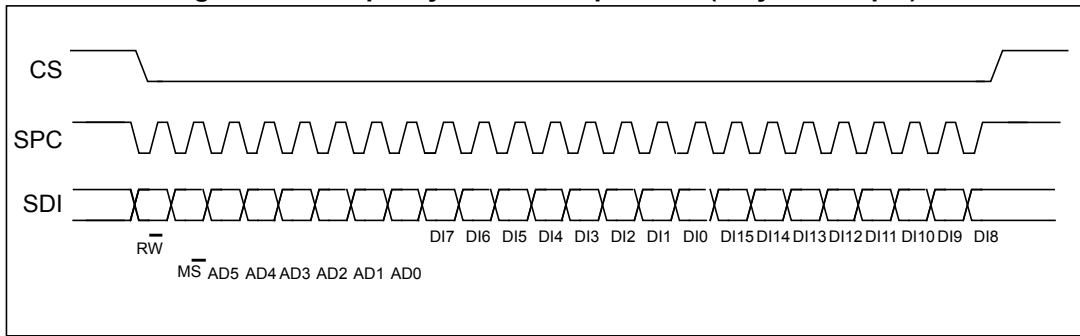 CS
SPC
SDI
DI7 DI6 DI5 DI4 DI3 DI2 DI1 DI0 DI15 DI14 DI13 DI12 DI11 DI10 DI9 DI8
RW̅
MS̅ AD5 AD4 AD3 AD2 AD1 AD0